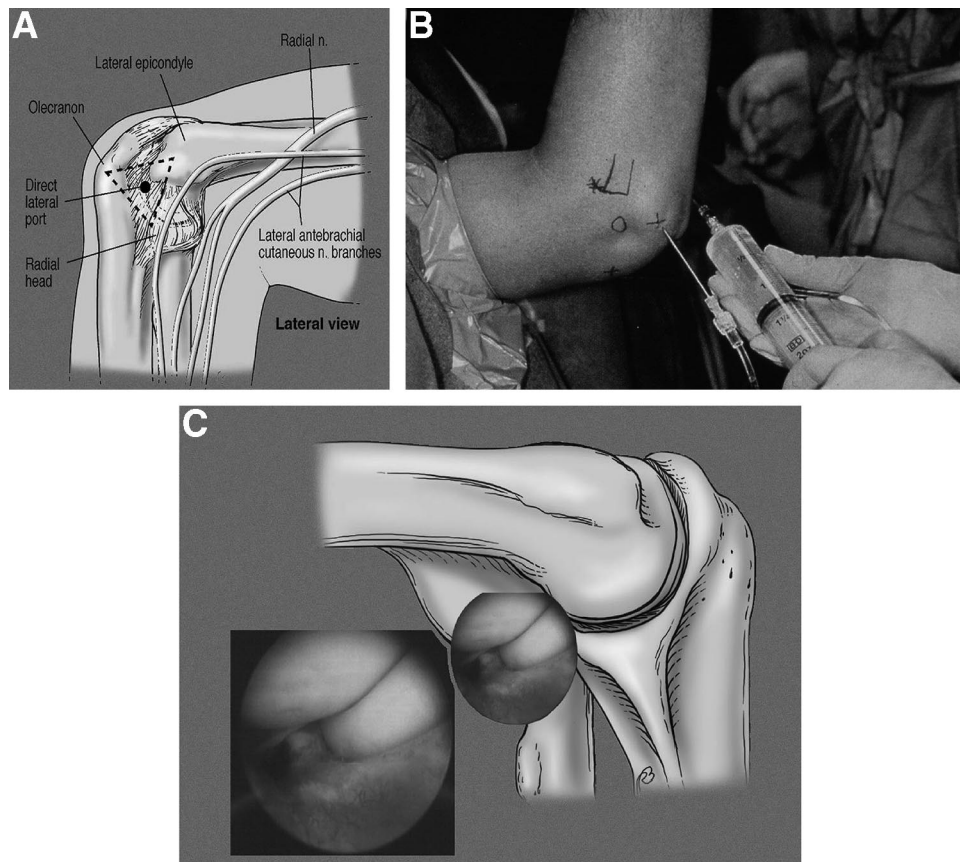 A
Radial n.
Lateral epicondyle
Olecranon
Direct
lateral
port
Radial
head
Lateral antebrachial
cutaneous n. branches
Lateral view
B
C